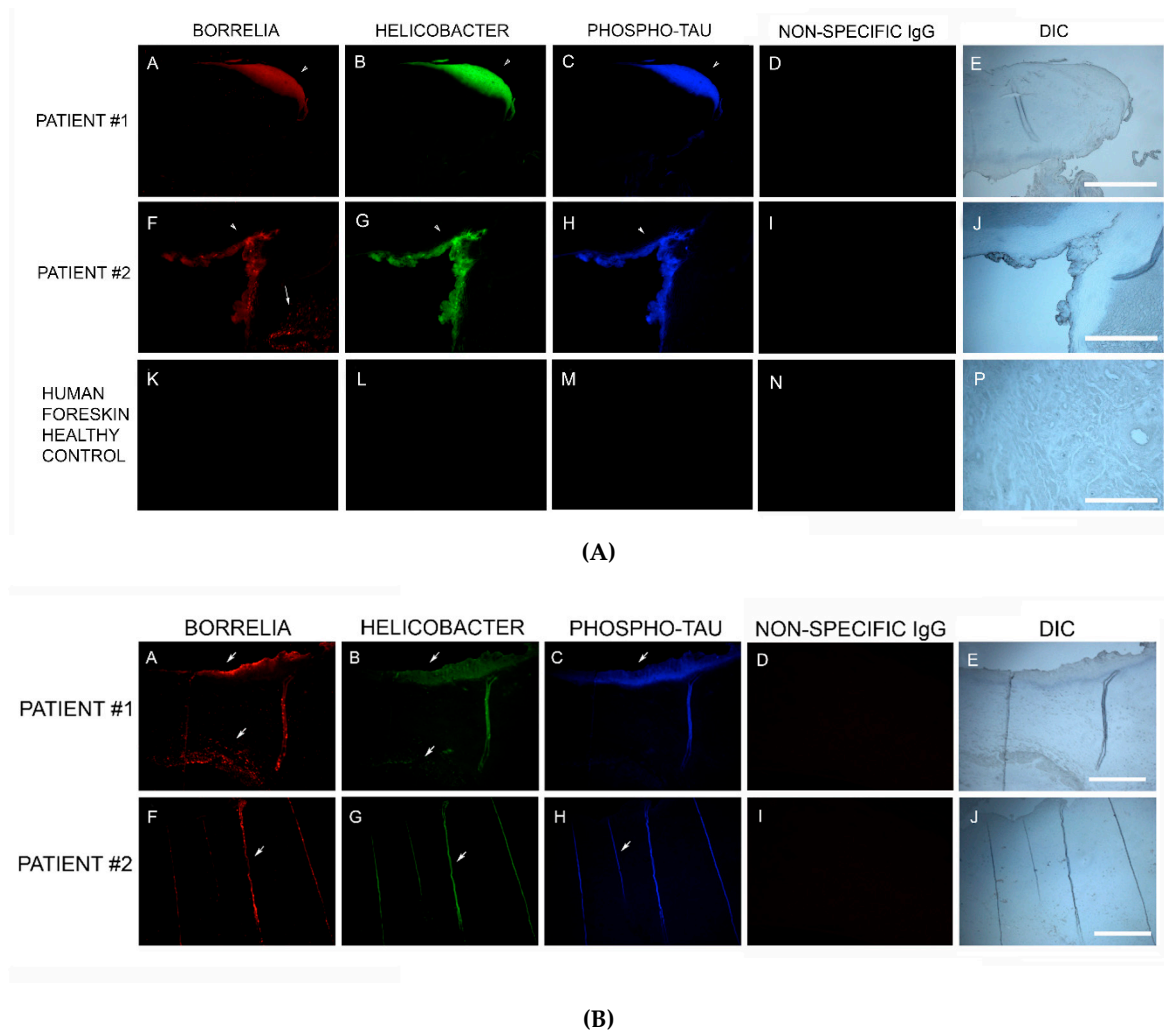 BORRELIA HELICOBACTER PHOSPHO-TAU NON-SPECIFIC IgG DIC
A B C D E
PATIENT #1
F G H I J
PATIENT #2
K L M N P
HUMAN
FORESKIN
HEALTHY
CONTROL
(A)
BORRELIA HELICOBACTER PHOSPHO-TAU NON-SPECIFIC IgG DIC
A B C D E
PATIENT #1
F G H I J
PATIENT #2
(B)